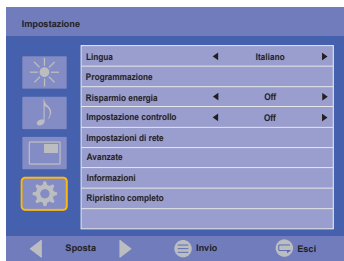 Impostazione
Lingua Italiano
Programmazione
Risparmio energia Off
Impostazione controllo Off
Impostazioni di rete
Avanzate
Informazioni
Ripristino completo
Sposta Invio Esci